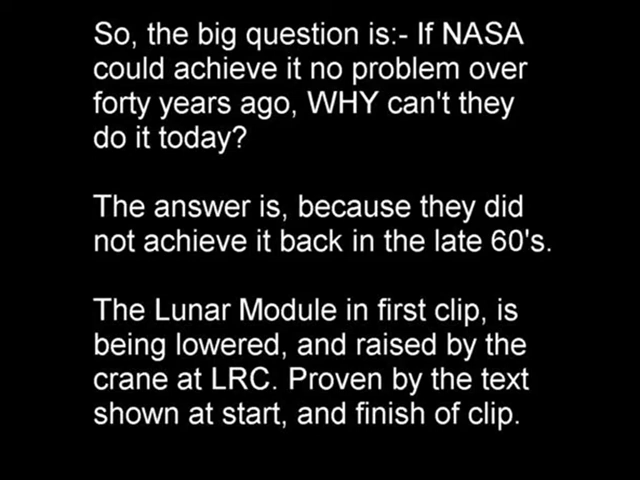 So, the big question is:- If NASA
could achieve it no problem over
forty years ago, WHY can't they
do it today?
The answer is, because they did
not achieve it back in the late 60's.
The Lunar Module in first clip, is
being lowered, and raised by the
crane at LRC. Proven by the text
shown at start, and finish of clip.